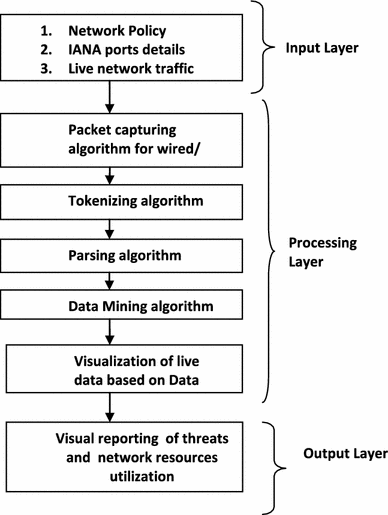 1. Network Policy
2. IANA ports details
3. Live network traffic
Input Layer
Packet capturing
algorithm for wired/
Tokenizing algorithm
Parsing algorithm
Data Mining algorithm
Visualization of live
data based on Data
Processing
Layer
Visual reporting of threats
and network resources
utilization
Output Layer